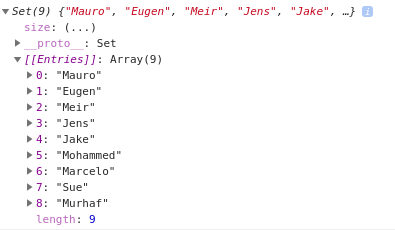 Set(9) {"Mauro", "Eugen", "Meir", "Jens", "Jake", …} i
size: (...)
__proto__: Set
[[Entries]]: Array(9)
0: "Mauro"
1: "Eugen"
2: "Meir"
3: "Jens"
4: "Jake"
5: "Mohammed"
6: "Marcelo"
7: "Sue"
8: "Murhaf"
length: 9